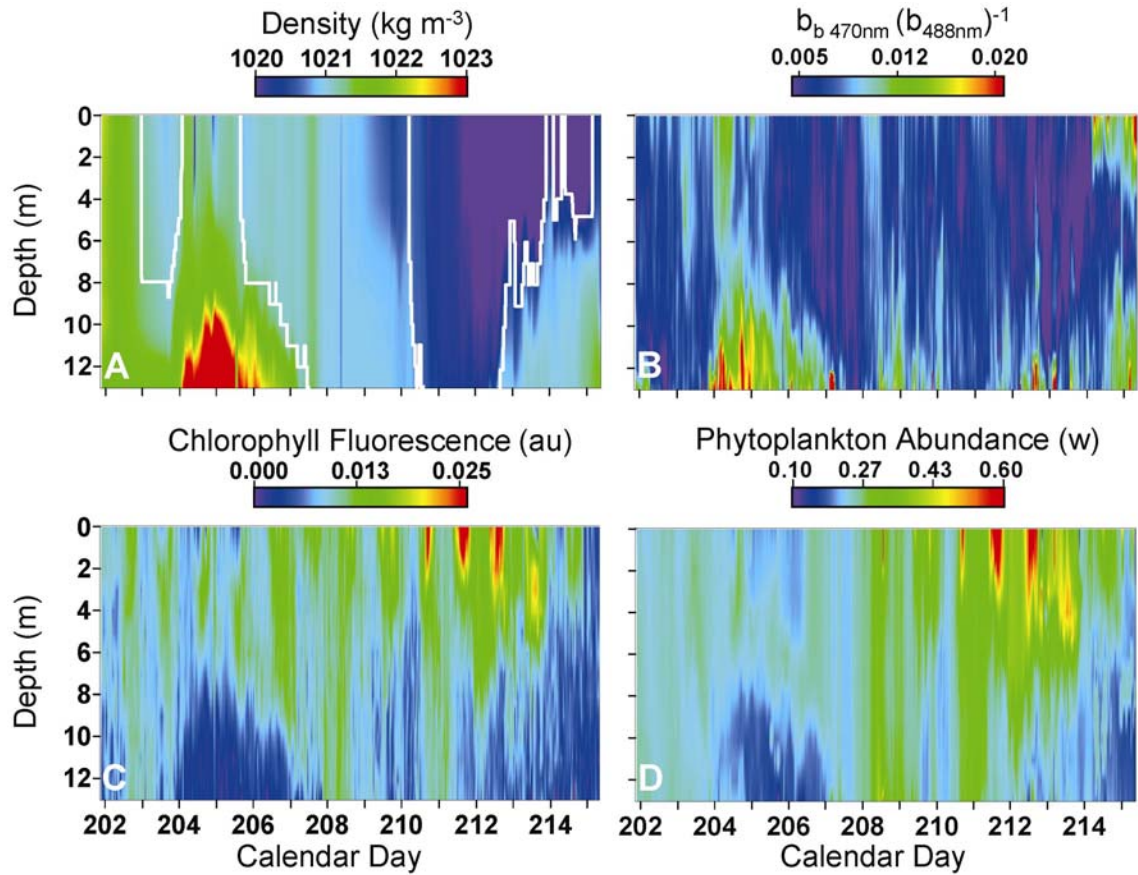 Density (kg m⁻³)
1020 1021 1022 1023
b_b 470nm (b_488nm)⁻¹
0.005 0.012 0.020
0
2
4
6
8
10
12
Depth (m)
A
B
Chlorophyll Fluorescence (au)
0.000 0.013 0.025
Phytoplankton Abundance (w)
0.10 0.27 0.43 0.60
0
2
4
6
8
10
12
Depth (m)
C
D
202 204 206 208 210 212 214
202 204 206 208 210 212 214
Calendar Day
Calendar Day